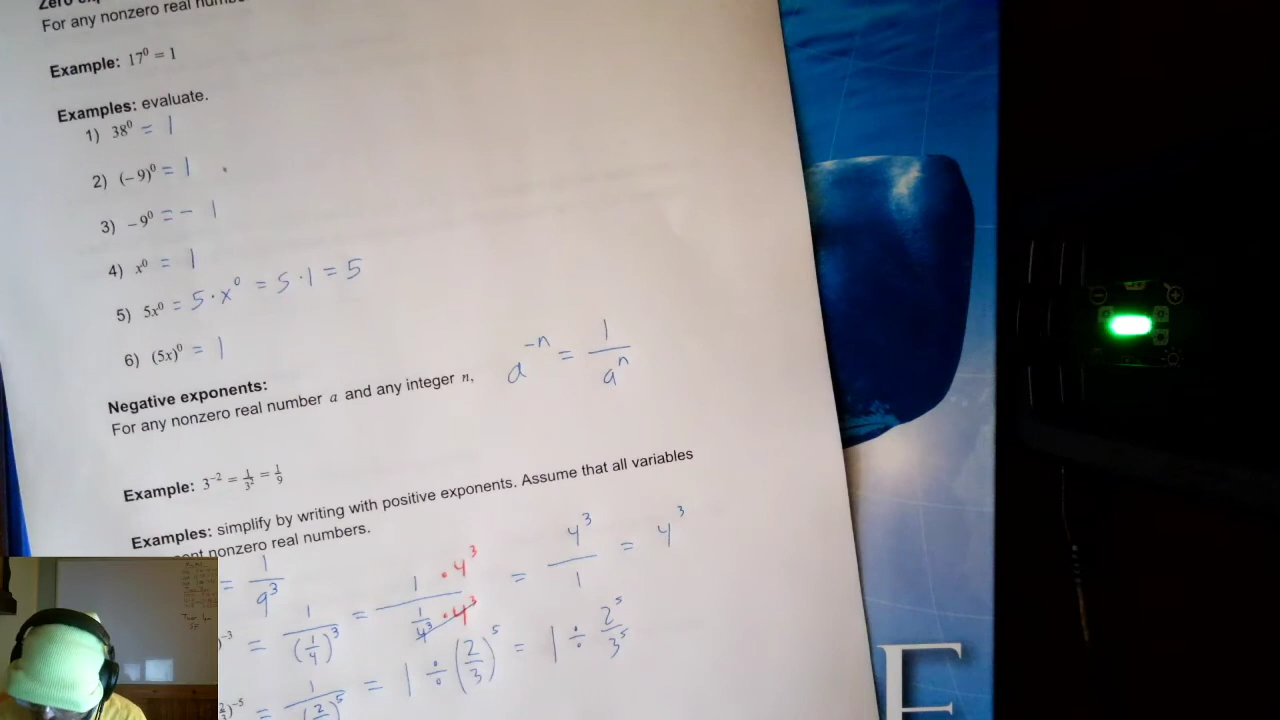 For any nonzero real
Example: 17⁰ = 1
Examples: evaluate.
1) 38⁰ = 1
2) (−9)⁰ = 1
3) −9⁰ = − 1
4) x⁰ = 1
5) 5x⁰ = 5 · x⁰ = 5 · 1 = 5
6) (5x)⁰ = 1
Negative exponents:
For any nonzero real number a and any integer n, a⁻ⁿ = 1/aⁿ
Example: 3⁻² = 1/3² = 1/9
Examples: simplify by writing with positive exponents. Assume that all variables
nonzero real numbers.
= 1/9³
)⁻³ = 1/(1/4)³ = (1 · 4³)/(1/4³ · 4³) = 4³/1 = 4³
(2/3)⁻⁵ = 1/(2/3)⁵ = 1 ÷ (2/3)⁵ = 1 ÷ 2⁵/3⁵
E